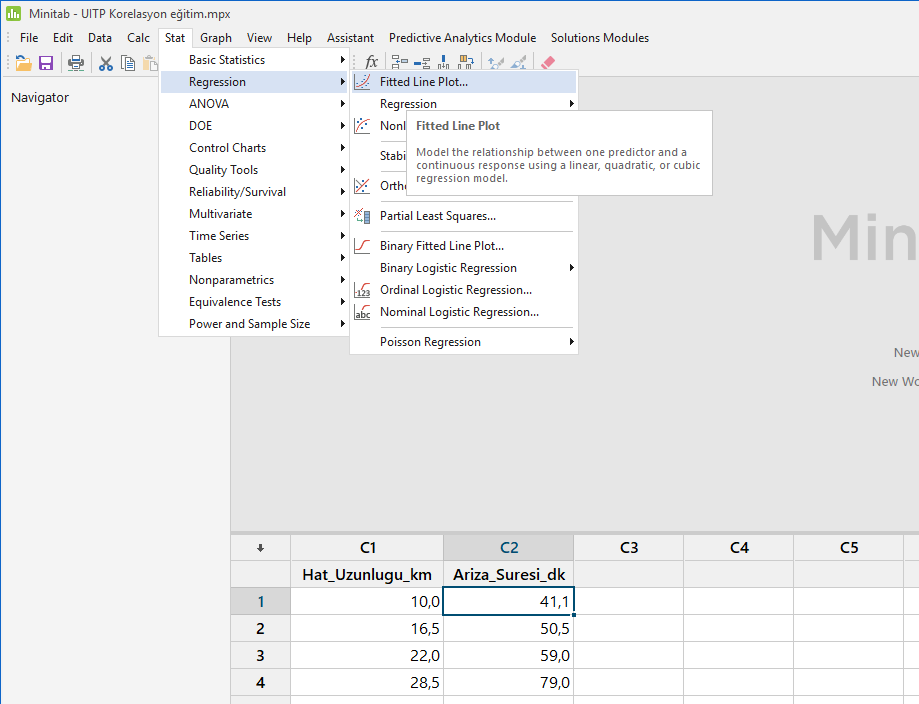 Minitab - UITP Korelasyon eğitim.mpx
File Edit Data Calc Stat Graph View Help Assistant Predictive Analytics Module Solutions Modules
Navigator
Basic Statistics
Regression
ANOVA
DOE
Control Charts
Quality Tools
Reliability/Survival
Multivariate
Time Series
Tables
Nonparametrics
Equivalence Tests
Power and Sample Size
fx
Fitted Line Plot...
Regression
Nonl
Stabi
Ortho
Partial Least Squares...
Binary Fitted Line Plot...
Binary Logistic Regression
123 Ordinal Logistic Regression...
abc Nominal Logistic Regression...
Poisson Regression
Fitted Line Plot
Model the relationship between one predictor and a
continuous response using a linear, quadratic, or cubic
regression model.
Min
New
New Wo
C1 C2 C3 C4 C5
Hat_Uzunlugu_km Ariza_Suresi_dk
1 10,0 41,1
2 16,5 50,5
3 22,0 59,0
4 28,5 79,0